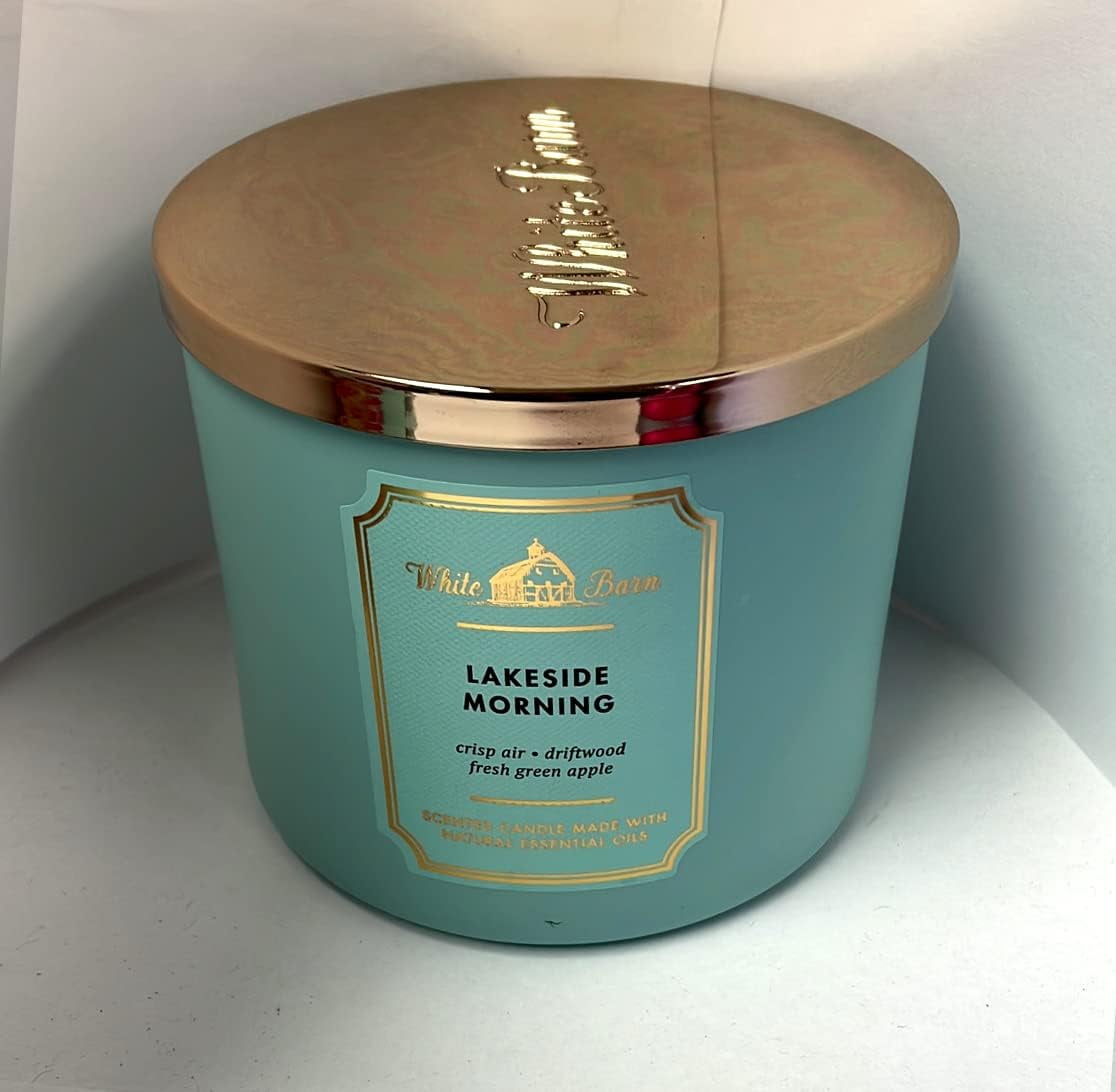 White Barn
White Barn
LAKESIDE
MORNING
crisp air • driftwood
fresh green apple
SCENTED CANDLE MADE WITH
NATURAL ESSENTIAL OILS